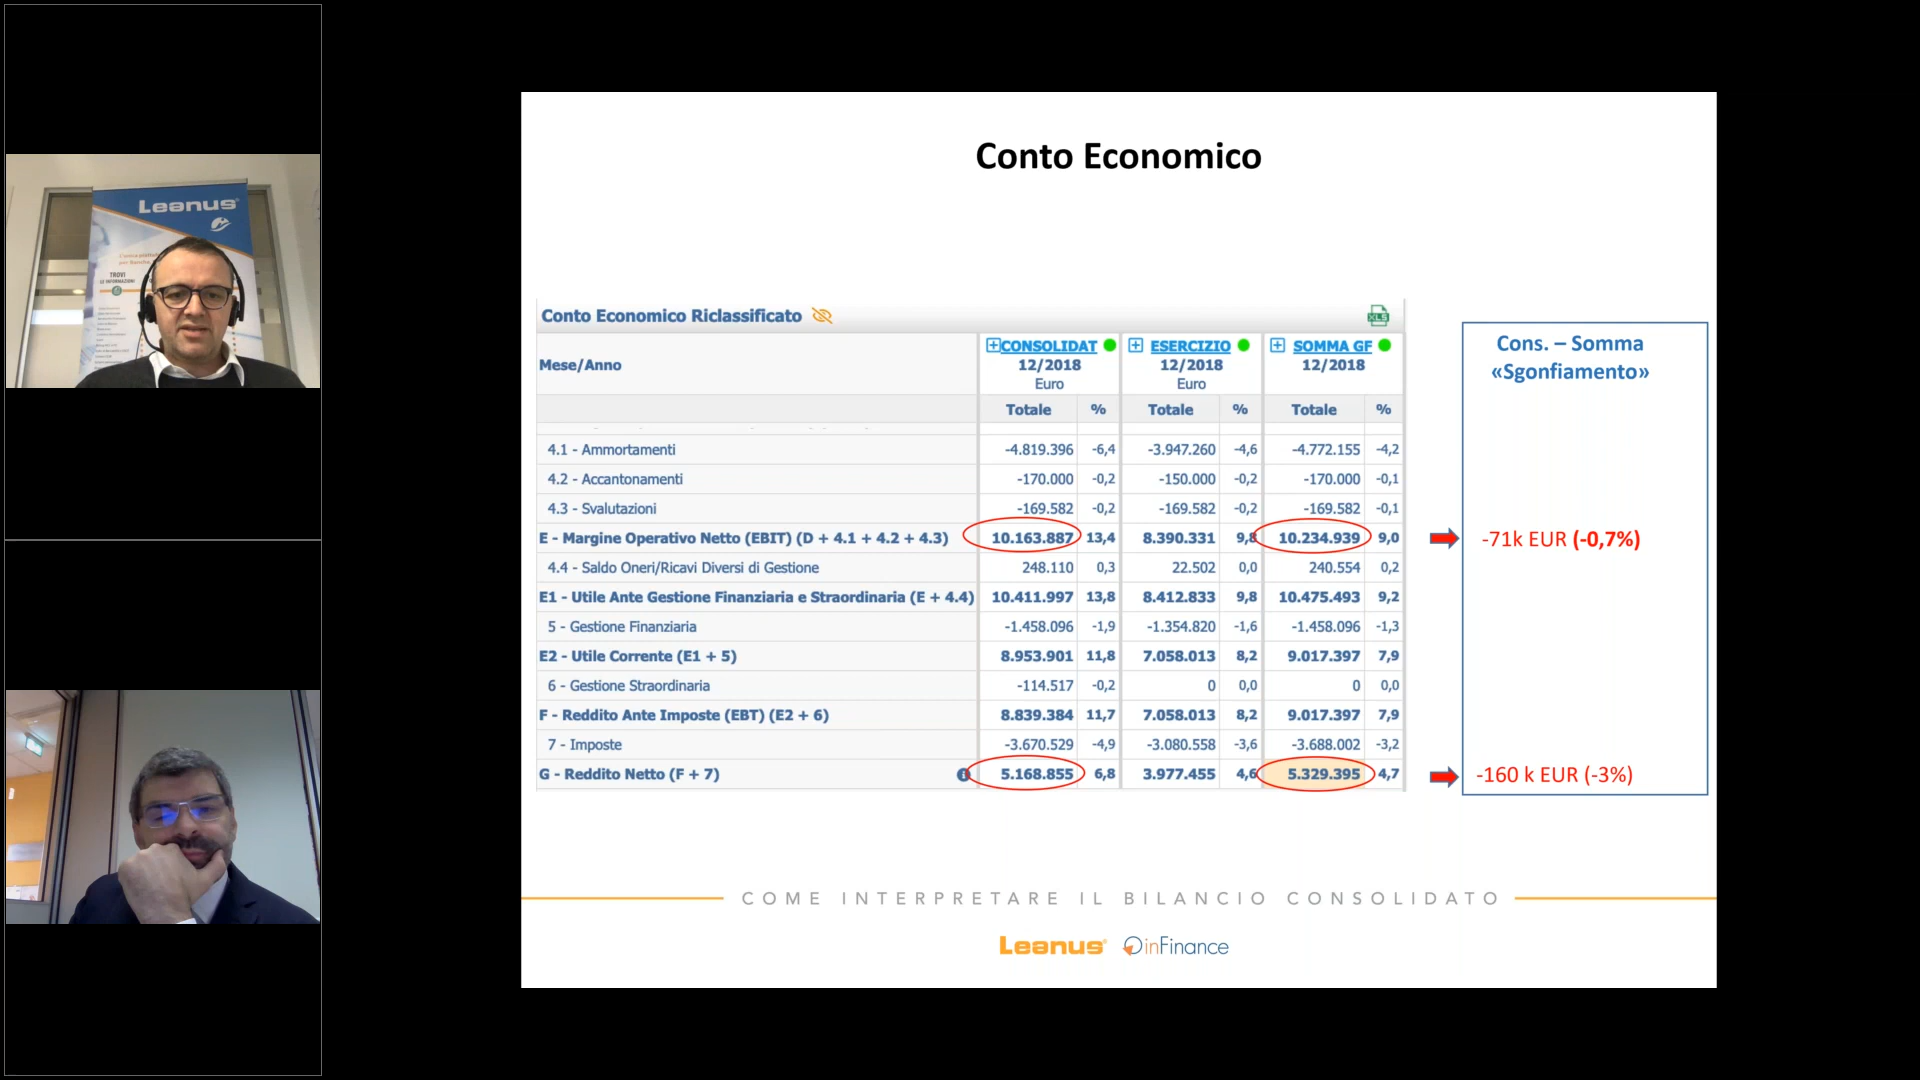 Leanus
TROVI
LE INFORMAZIONI
Conto Economico
Conto Economico Riclassificato
XLS
Mese/Anno
CONSOLIDAT ESERCIZIO SOMMA GF
12/2018 12/2018 12/2018
Euro Euro
Totale % Totale % Totale %
4.1 - Ammortamenti -4.819.396 -6,4 -3.947.260 -4,6 -4.772.155 -4,2
4.2 - Accantonamenti -170.000 -0,2 -150.000 -0,2 -170.000 -0,1
4.3 - Svalutazioni -169.582 -0,2 -169.582 -0,2 -169.582 -0,1
E - Margine Operativo Netto (EBIT) (D + 4.1 + 4.2 + 4.3) 10.163.887 13,4 8.390.331 9,8 10.234.939 9,0
4.4 - Saldo Oneri/Ricavi Diversi di Gestione 248.110 0,3 22.502 0,0 240.554 0,2
E1 - Utile Ante Gestione Finanziaria e Straordinaria (E + 4.4) 10.411.997 13,8 8.412.833 9,8 10.475.493 9,2
5 - Gestione Finanziaria -1.458.096 -1,9 -1.354.820 -1,6 -1.458.096 -1,3
E2 - Utile Corrente (E1 + 5) 8.953.901 11,8 7.058.013 8,2 9.017.397 7,9
6 - Gestione Straordinaria -114.517 -0,2 0 0,0 0 0,0
F - Reddito Ante Imposte (EBT) (E2 + 6) 8.839.384 11,7 7.058.013 8,2 9.017.397 7,9
7 - Imposte -3.670.529 -4,9 -3.080.558 -3,6 -3.688.002 -3,2
G - Reddito Netto (F + 7) 5.168.855 6,8 3.977.455 4,6 5.329.395 4,7
Cons. – Somma
«Sgonfiamento»
-71k EUR (-0,7%)
-160 k EUR (-3%)
COME INTERPRETARE IL BILANCIO CONSOLIDATO
Leanus inFinance